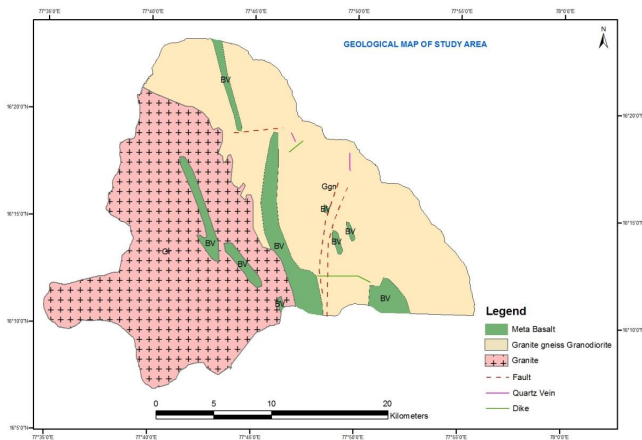 77°35'0"E 77°40'0"E 77°45'0"E 77°50'0"E 77°55'0"E 78°0'0"E
GEOLOGICAL MAP OF STUDY AREA
N
BV
16°20'0"N 16°20'0"N
Ggn
BV
16°15'0"N 16°15'0"N
BV
BV
BV BV
BV
BV
BV
16°10'0"N 16°10'0"N
Legend
Meta Basalt
Granite gneiss Granodiorite
Granite
Fault
Quartz Vein
Dike
0 5 10 20
Kilometers
16°5'0"N 16°5'0"N
77°35'0"E 77°40'0"E 77°45'0"E 77°50'0"E 77°55'0"E 78°0'0"E